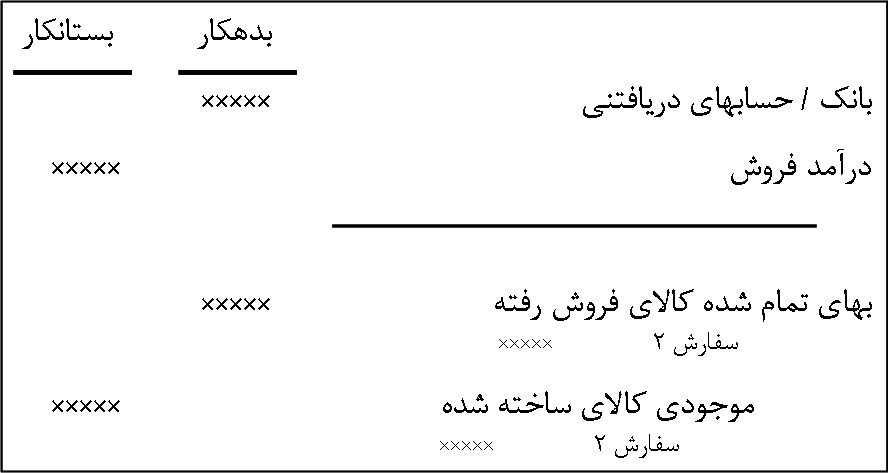 بدهکار بستانکار
بانک / حسابهای دریافتنی ×××××
درآمد فروش ×××××
بهای تمام شده کالای فروش رفته ×××××
سفارش ۲ ×××××
موجودی کالای ساخته شده ×××××
سفارش ۲ ×××××